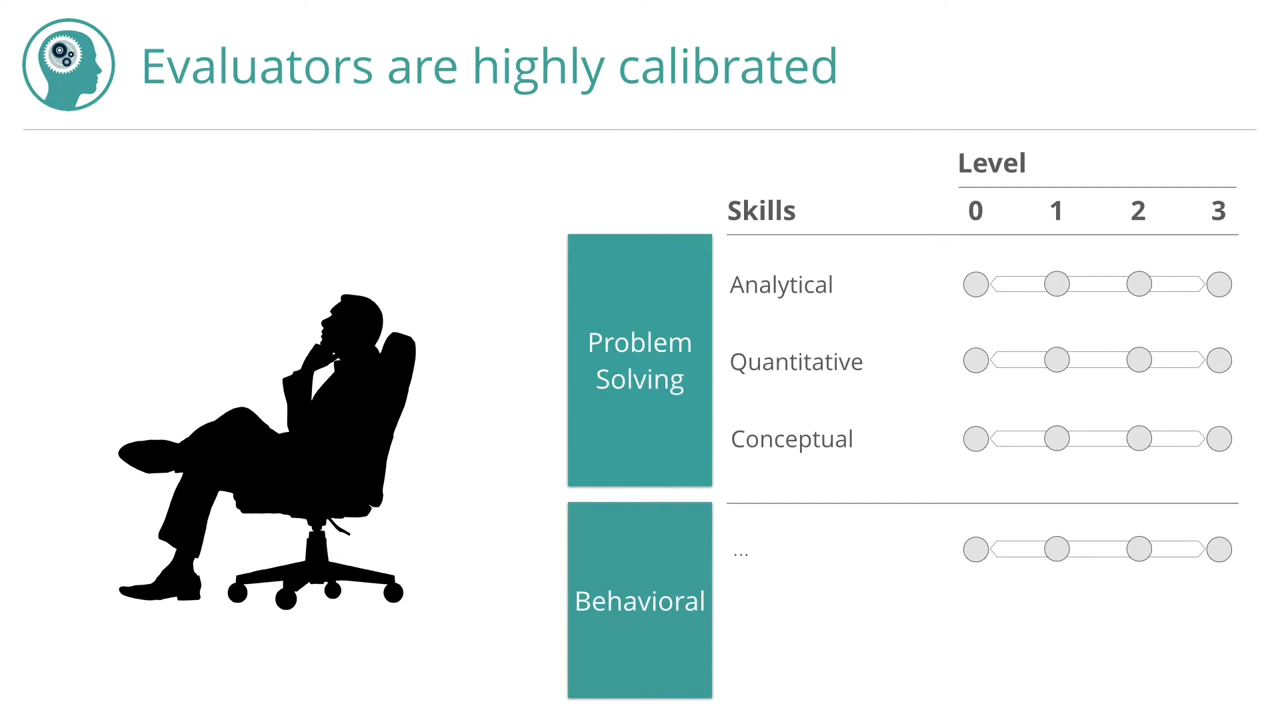 Evaluators are highly calibrated
Level
Skills 0 1 2 3
Problem
Solving
Analytical
Quantitative
Conceptual
Behavioral
...